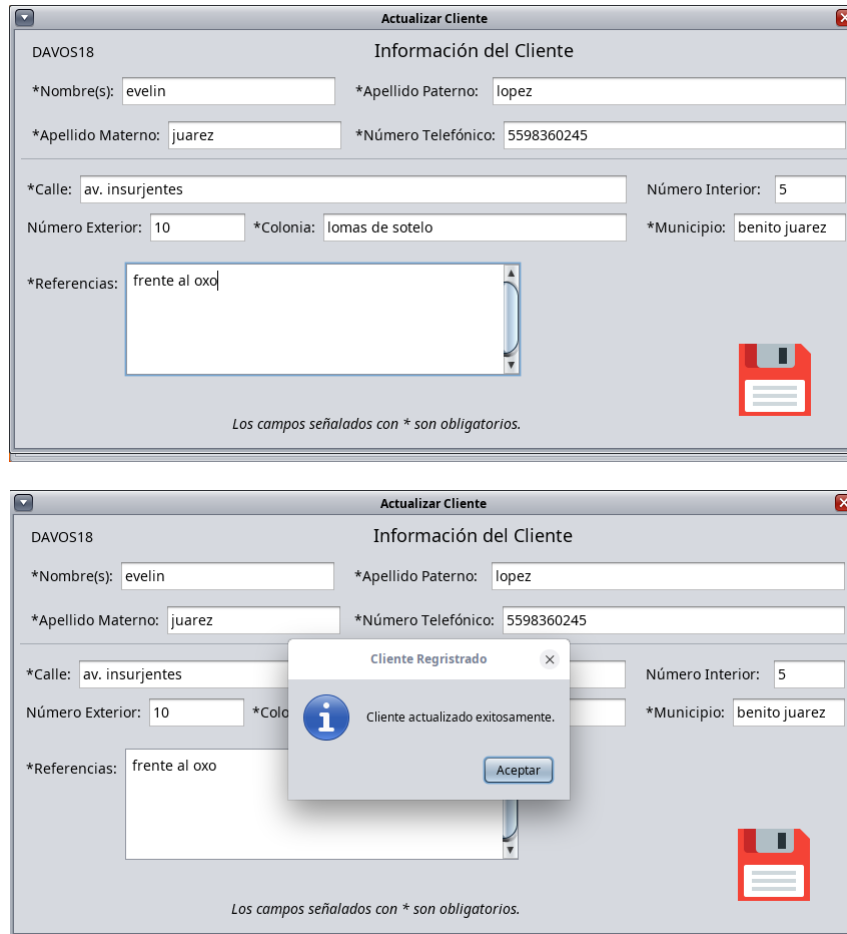 Actualizar Cliente
DAVOS18 Información del Cliente
*Nombre(s): evelin *Apellido Paterno: lopez
*Apellido Materno: juarez *Número Telefónico: 5598360245
*Calle: av. insurjentes Número Interior: 5
Número Exterior: 10 *Colonia: lomas de sotelo *Municipio: benito juarez
*Referencias: frente al oxo
Los campos señalados con * son obligatorios.
Actualizar Cliente
DAVOS18 Información del Cliente
*Nombre(s): evelin *Apellido Paterno: lopez
*Apellido Materno: juarez *Número Telefónico: 5598360245
Cliente Regristrado
*Calle: av. insurjentes Número Interior: 5
Número Exterior: 10 *Colo *Municipio: benito juarez
Cliente actualizado exitosamente.
*Referencias: frente al oxo
Aceptar
Los campos señalados con * son obligatorios.